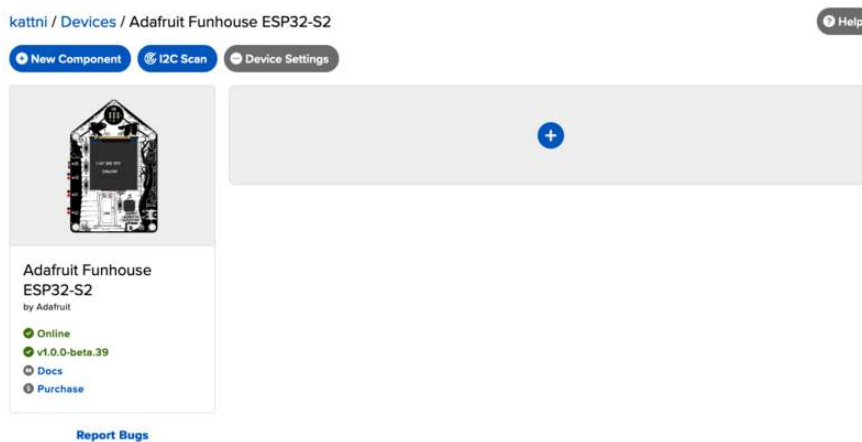 kattni / Devices / Adafruit Funhouse ESP32-S2
Help
New Component
I2C Scan
Device Settings
Adafruit Funhouse
ESP32-S2
by Adafruit
Online
v1.0.0-beta.39
Docs
Purchase
Report Bugs